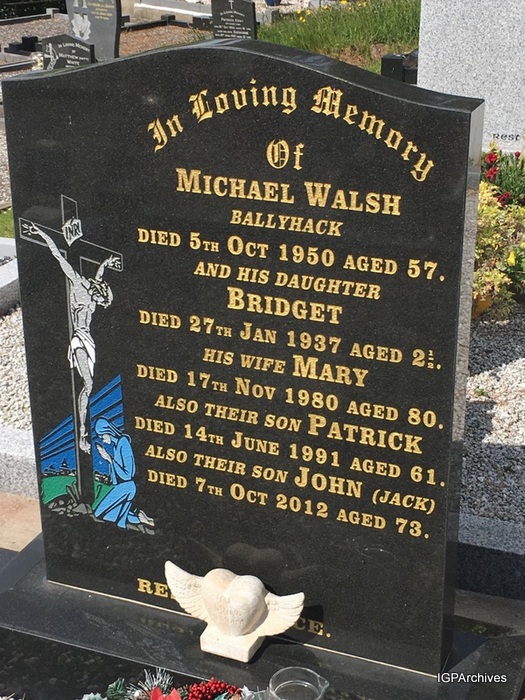 In Loving Memory
Of
MICHAEL WALSH
BALLYHACK
DIED 5TH OCT 1950 AGED 57.
AND HIS DAUGHTER
BRIDGET
DIED 27TH JAN 1937 AGED 2½.
HIS WIFE MARY
DIED 17TH NOV 1980 AGED 80.
ALSO THEIR SON PATRICK
DIED 14TH JUNE 1991 AGED 61.
ALSO THEIR SON JOHN (JACK)
DIED 7TH OCT 2012 AGED 73.
INRI
REST
IGPArchives